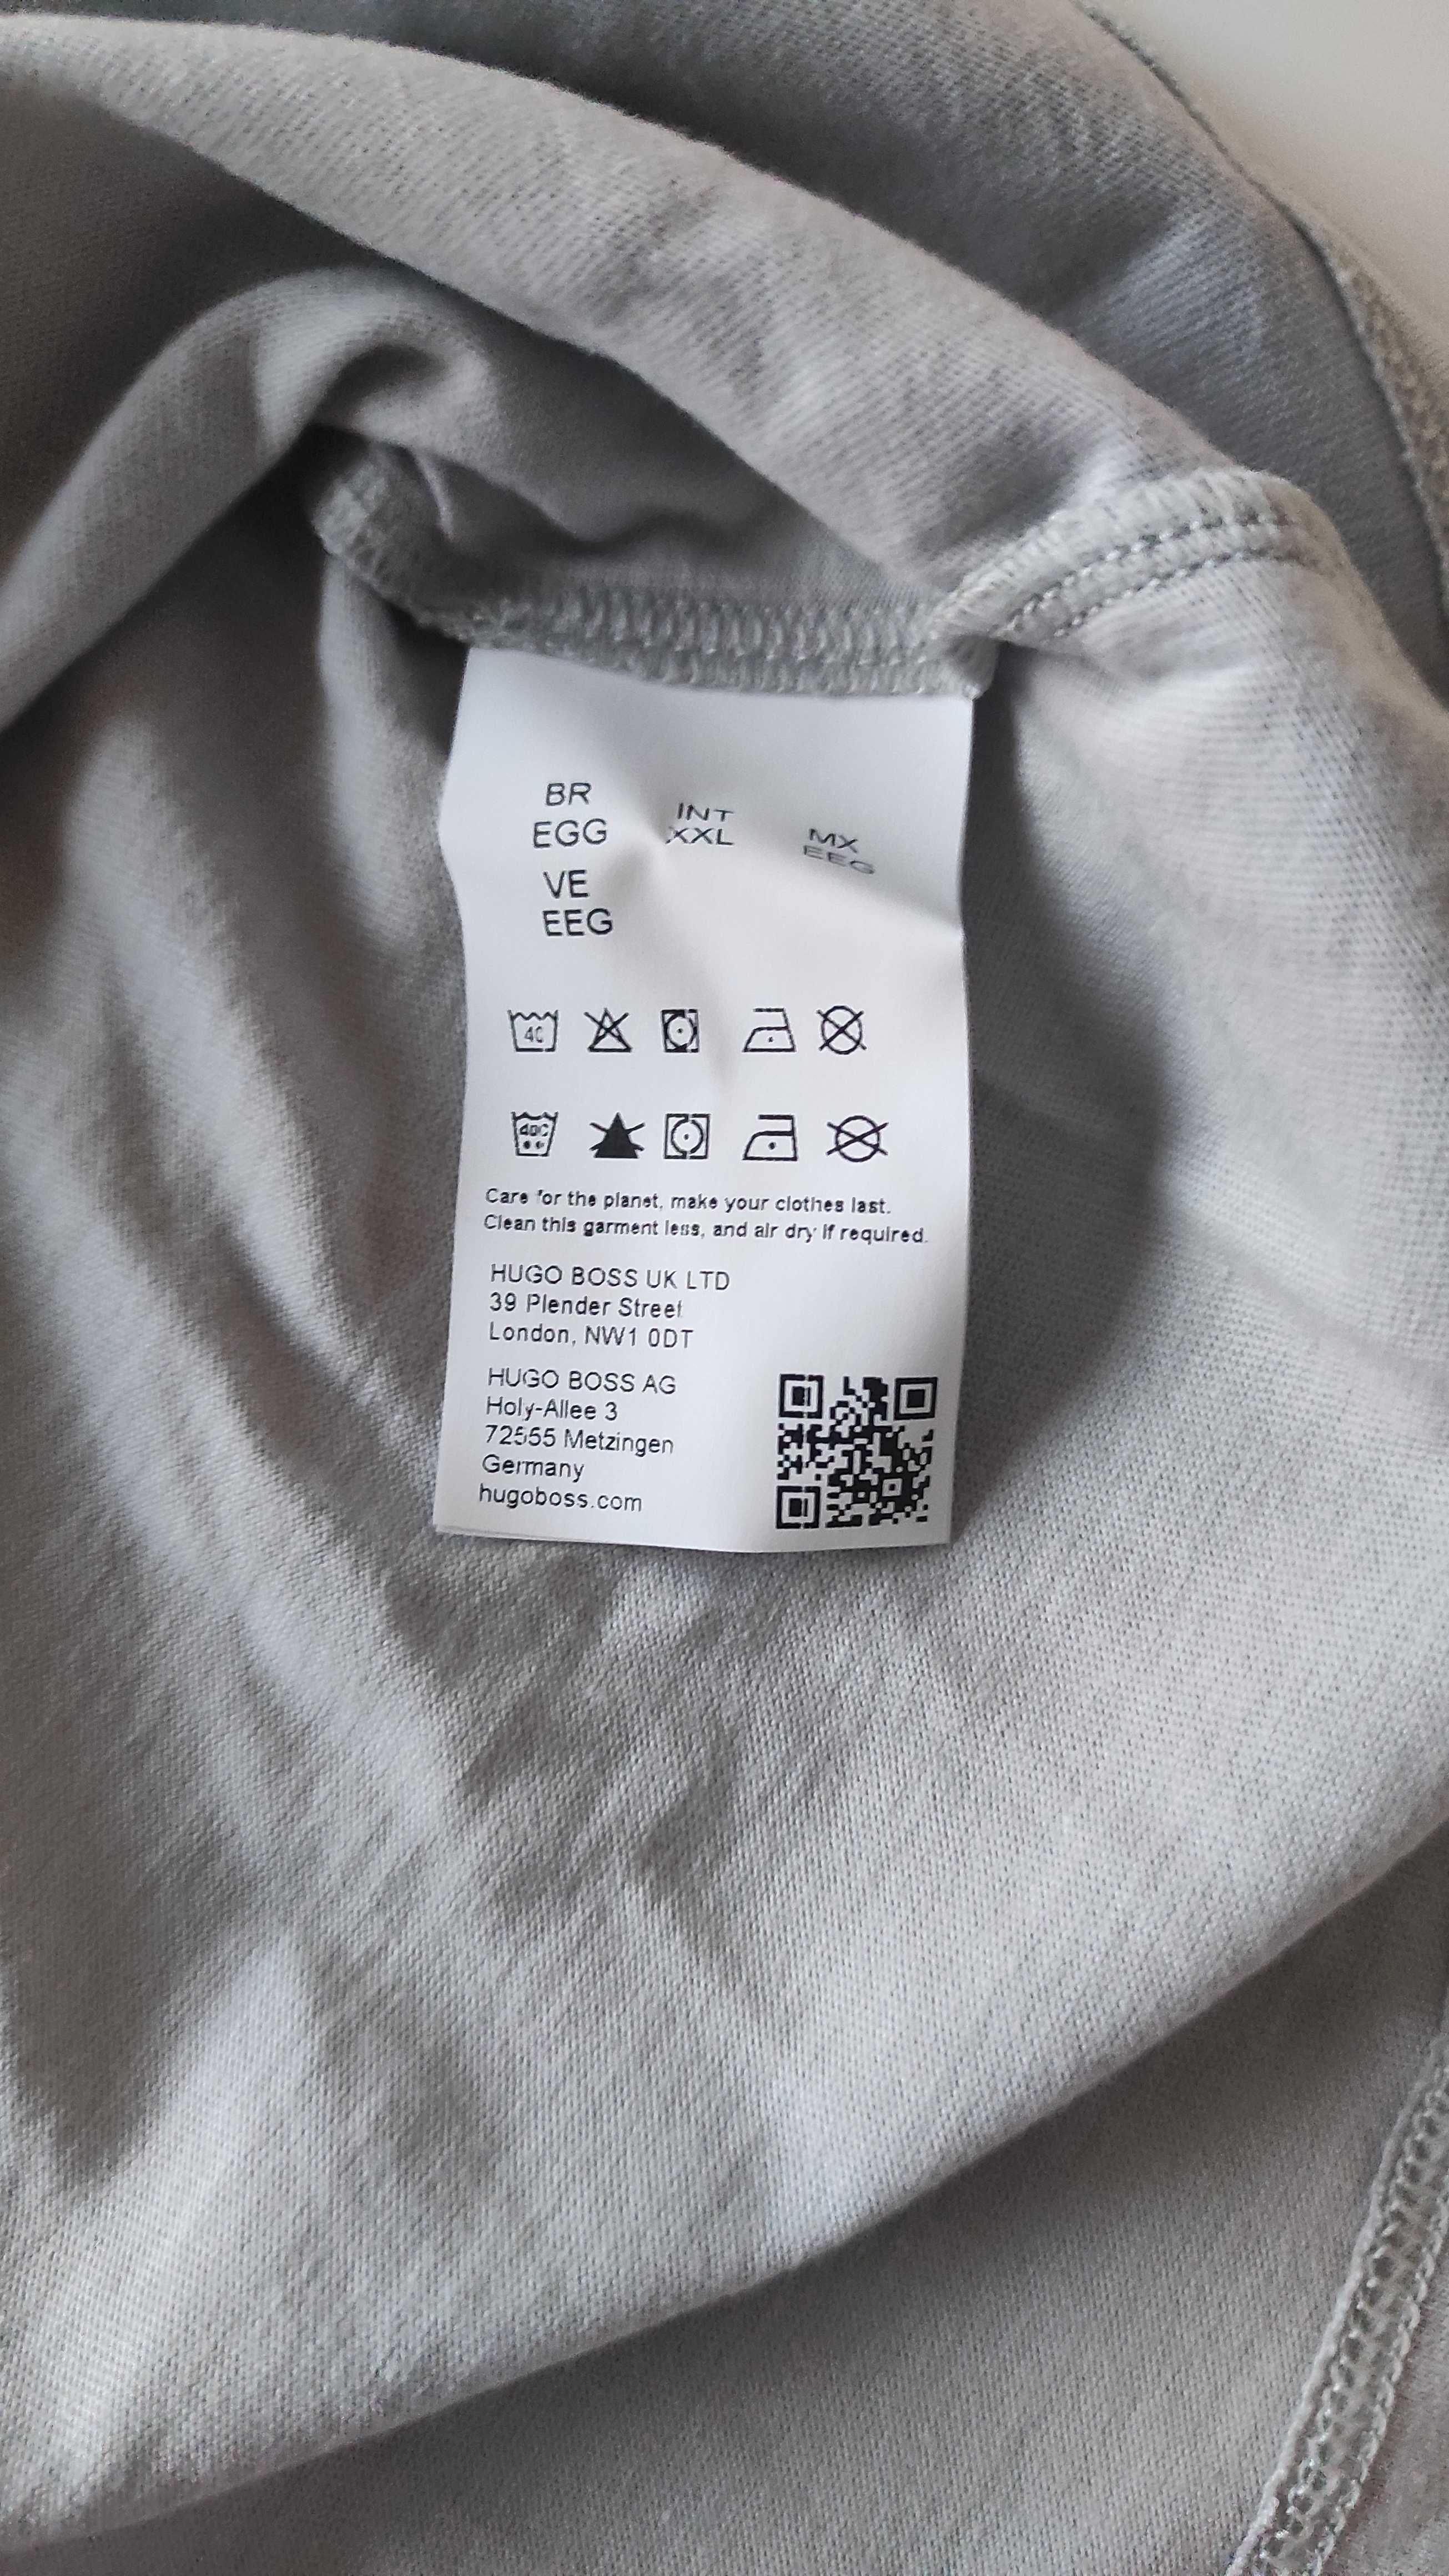 BR INT MX
EGG XXL EEG
VE
EEG
40
40C
Care for the planet, make your clothes last.
Clean this garment less, and air dry if required.
HUGO BOSS UK LTD
39 Plender Street
London, NW1 0DT
HUGO BOSS AG
Holy-Allee 3
72555 Metzingen
Germany
hugoboss.com